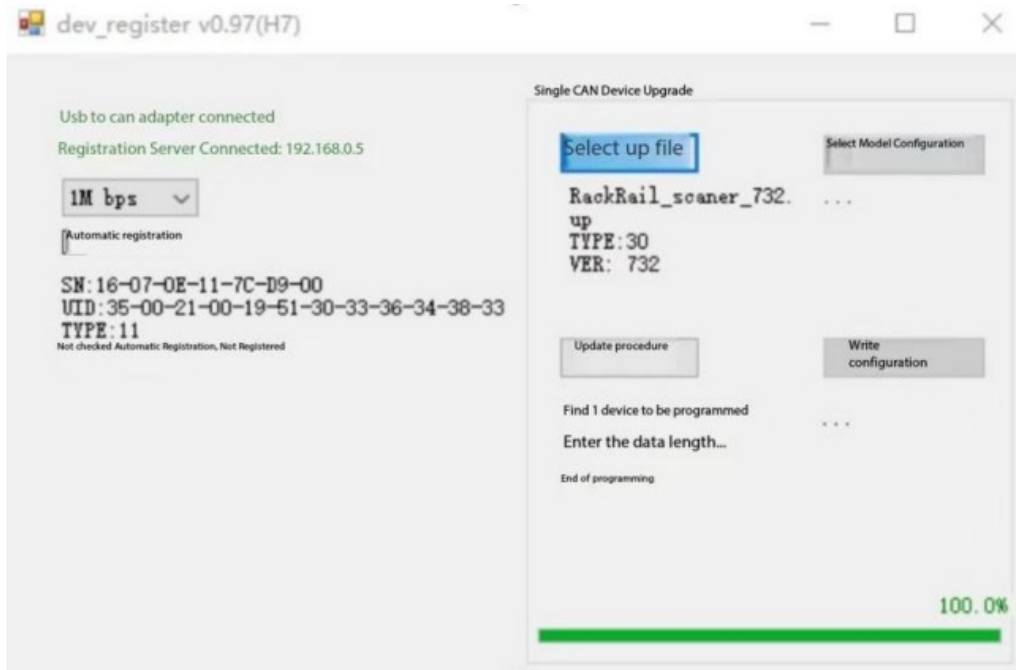 dev_register v0.97(H7)
Usb to can adapter connected
Registration Server Connected: 192.168.0.5
1M bps
Automatic registration
SN:16-07-0E-11-7C-D9-00
UID:35-00-21-00-19-51-30-33-36-34-38-33
TYPE:11
Not checked Automatic Registration, Not Registered
Single CAN Device Upgrade
Select up file
Select Model Configuration
RackRail_scaner_732.
up
TYPE:30
VER: 732
...
Update procedure
Write
configuration
Find 1 device to be programmed
Enter the data length...
End of programming
...
100.0%